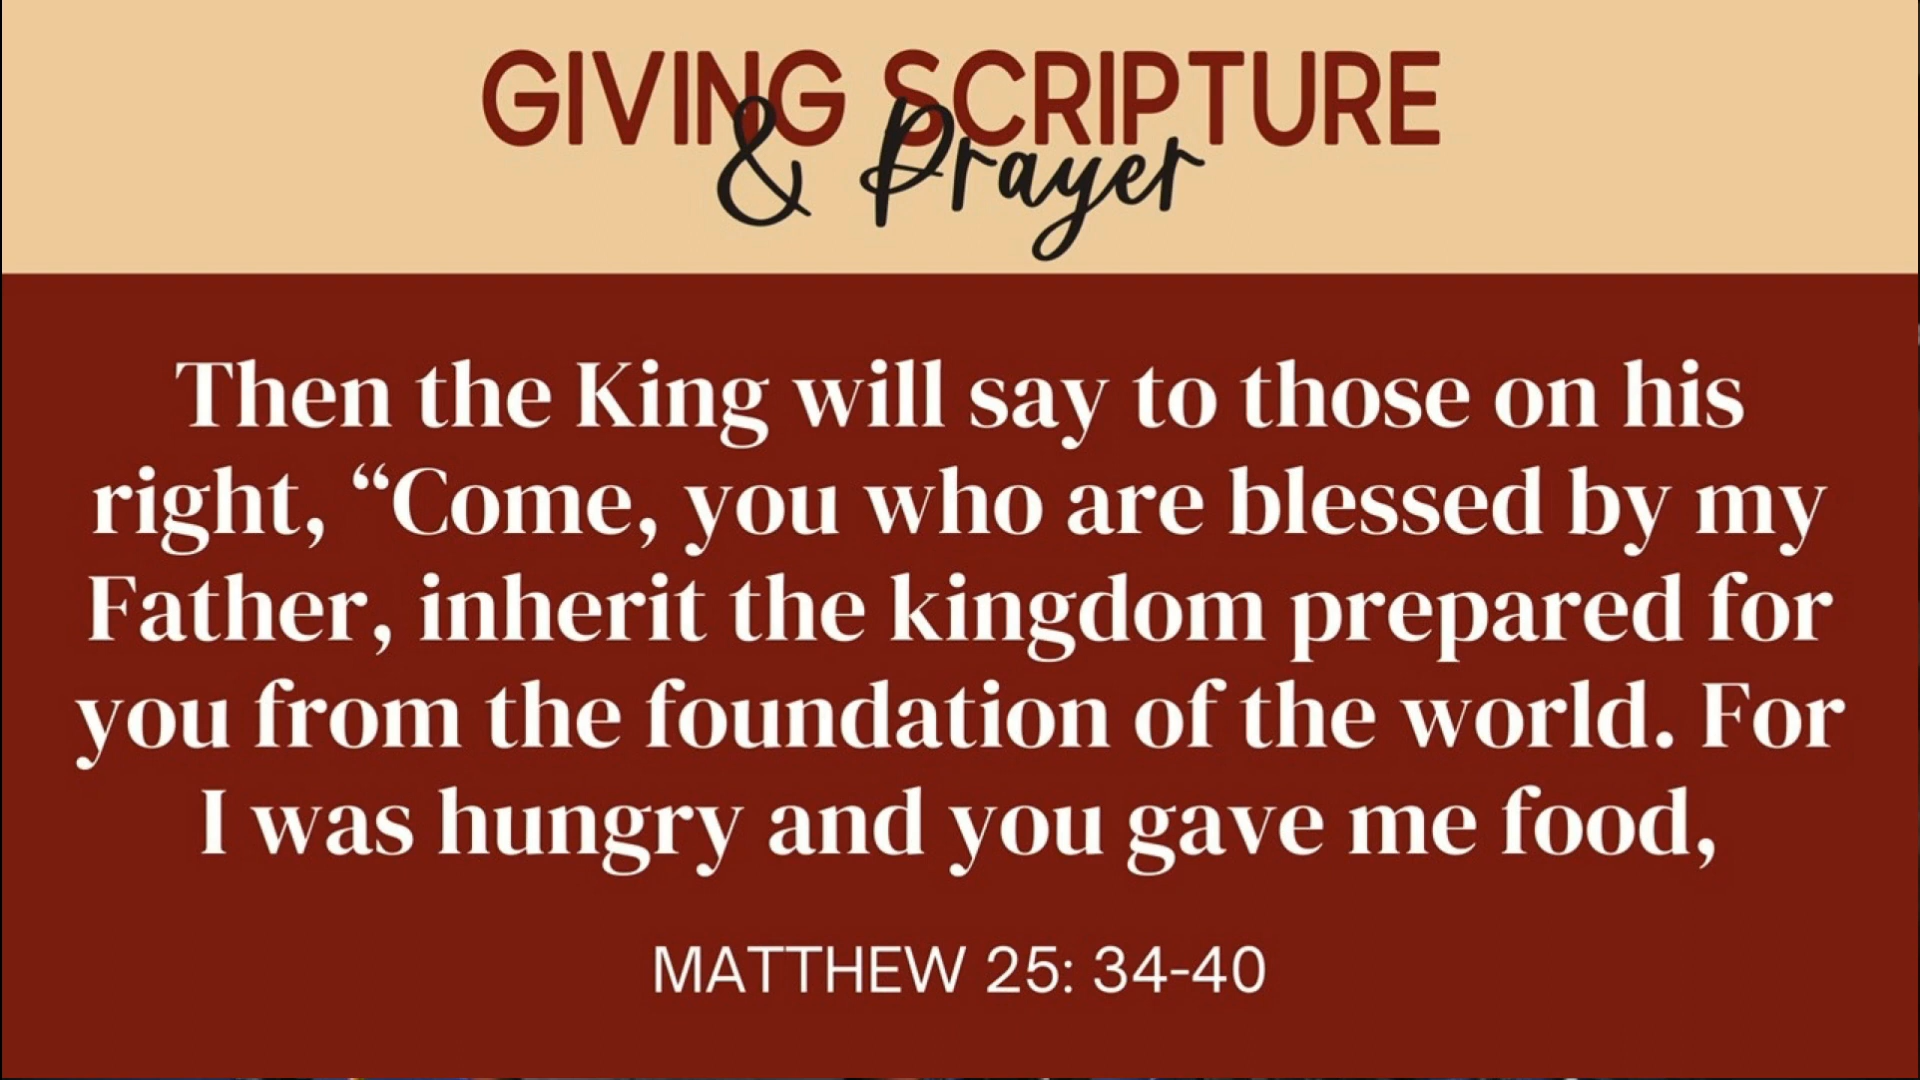 GIVING SCRIPTURE
& Prayer
Then the King will say to those on his
right, “Come, you who are blessed by my
Father, inherit the kingdom prepared for
you from the foundation of the world. For
I was hungry and you gave me food,
MATTHEW 25: 34-40